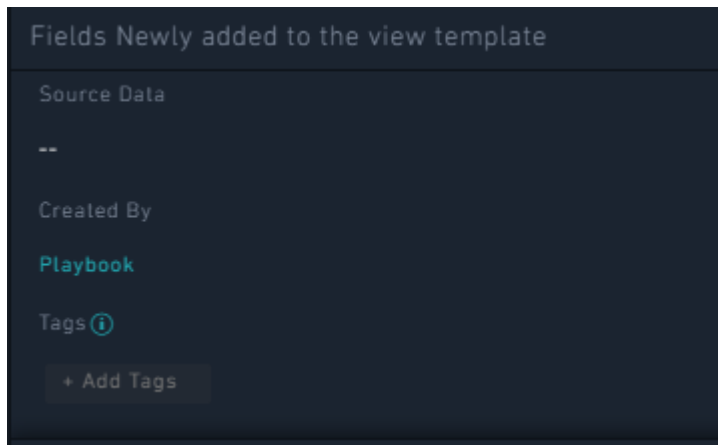 Fields Newly added to the view template
Source Data
--
Created By
Playbook
Tags
+ Add Tags